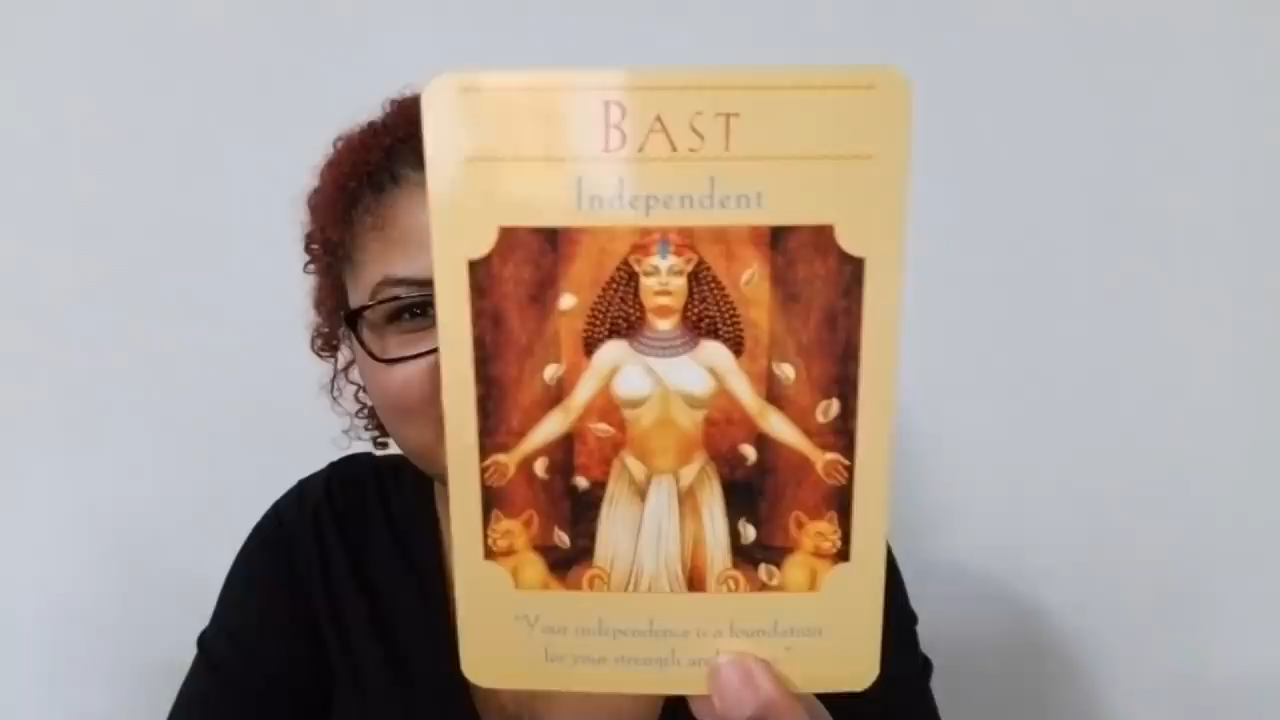 BAST
Independent
"Your independence is a foundation
for your strength and "